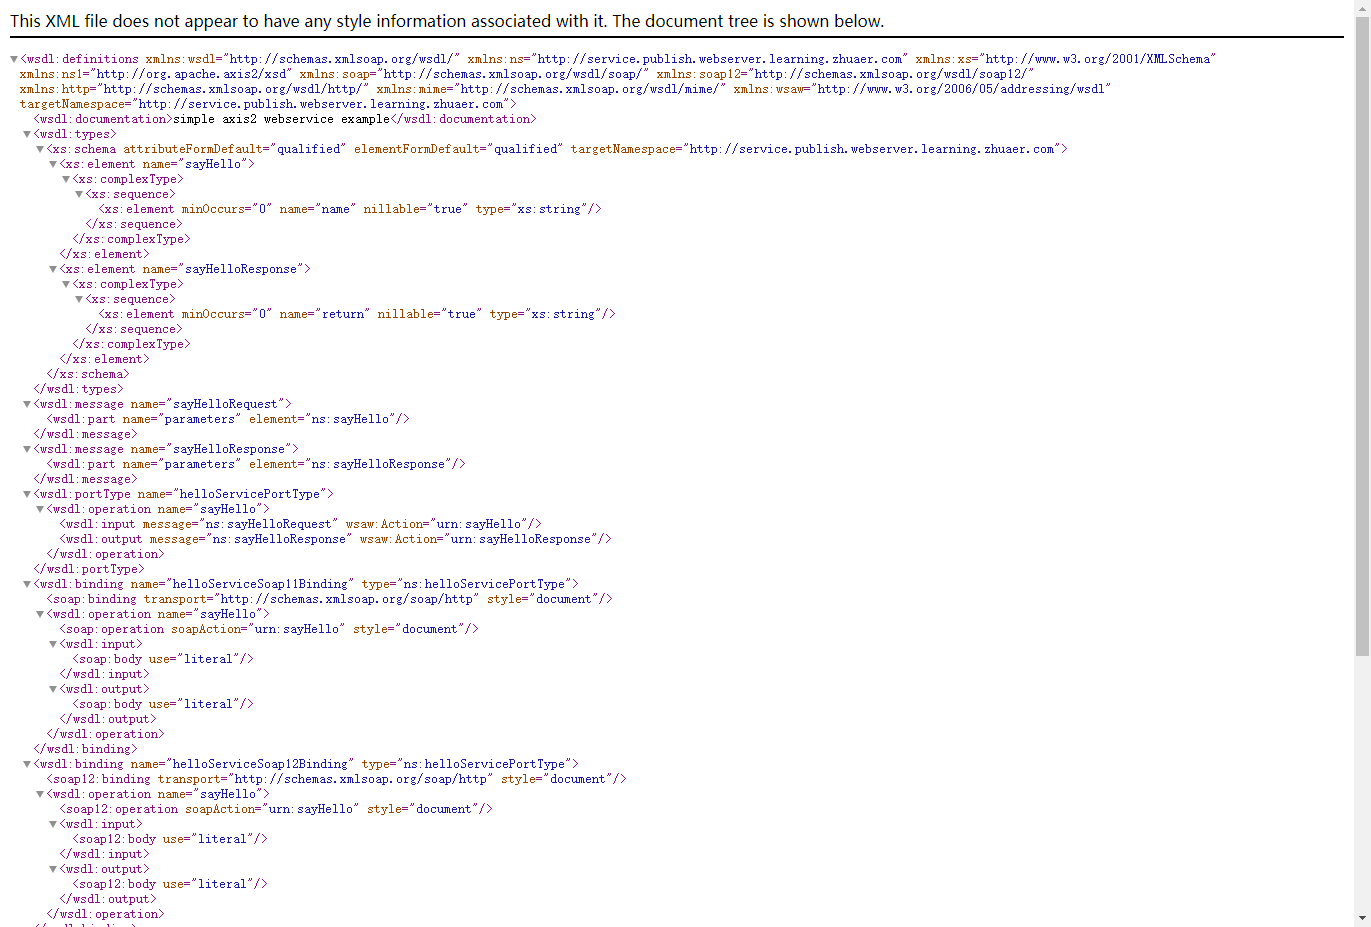 This XML file does not appear to have any style information associated with it. The document tree is shown below.
▼<wsdl:definitions xmlns:wsdl="http://schemas.xmlsoap.org/wsdl/" xmlns:ns="http://service.publish.webserver.learning.zhuaer.com" xmlns:xs="http://www.w3.org/2001/XMLSchema"
xmlns:ns1="http://org.apache.axis2/xsd" xmlns:soap="http://schemas.xmlsoap.org/wsdl/soap/" xmlns:soap12="http://schemas.xmlsoap.org/wsdl/soap12/"
xmlns:http="http://schemas.xmlsoap.org/wsdl/http/" xmlns:mime="http://schemas.xmlsoap.org/wsdl/mime/" xmlns:wsaw="http://www.w3.org/2006/05/addressing/wsdl"
targetNamespace="http://service.publish.webserver.learning.zhuaer.com">
<wsdl:documentation>simple axis2 webservice example</wsdl:documentation>
▼<wsdl:types>
▼<xs:schema attributeFormDefault="qualified" elementFormDefault="qualified" targetNamespace="http://service.publish.webserver.learning.zhuaer.com">
▼<xs:element name="sayHello">
▼<xs:complexType>
▼<xs:sequence>
<xs:element minOccurs="0" name="name" nillable="true" type="xs:string"/>
</xs:sequence>
</xs:complexType>
</xs:element>
▼<xs:element name="sayHelloResponse">
▼<xs:complexType>
▼<xs:sequence>
<xs:element minOccurs="0" name="return" nillable="true" type="xs:string"/>
</xs:sequence>
</xs:complexType>
</xs:element>
</xs:schema>
</wsdl:types>
▼<wsdl:message name="sayHelloRequest">
<wsdl:part name="parameters" element="ns:sayHello"/>
</wsdl:message>
▼<wsdl:message name="sayHelloResponse">
<wsdl:part name="parameters" element="ns:sayHelloResponse"/>
</wsdl:message>
▼<wsdl:portType name="helloServicePortType">
▼<wsdl:operation name="sayHello">
<wsdl:input message="ns:sayHelloRequest" wsaw:Action="urn:sayHello"/>
<wsdl:output message="ns:sayHelloResponse" wsaw:Action="urn:sayHelloResponse"/>
</wsdl:operation>
</wsdl:portType>
▼<wsdl:binding name="helloServiceSoap11Binding" type="ns:helloServicePortType">
<soap:binding transport="http://schemas.xmlsoap.org/soap/http" style="document"/>
▼<wsdl:operation name="sayHello">
<soap:operation soapAction="urn:sayHello" style="document"/>
▼<wsdl:input>
<soap:body use="literal"/>
</wsdl:input>
▼<wsdl:output>
<soap:body use="literal"/>
</wsdl:output>
</wsdl:operation>
</wsdl:binding>
▼<wsdl:binding name="helloServiceSoap12Binding" type="ns:helloServicePortType">
<soap12:binding transport="http://schemas.xmlsoap.org/soap/http" style="document"/>
▼<wsdl:operation name="sayHello">
<soap12:operation soapAction="urn:sayHello" style="document"/>
▼<wsdl:input>
<soap12:body use="literal"/>
</wsdl:input>
▼<wsdl:output>
<soap12:body use="literal"/>
</wsdl:output>
</wsdl:operation>